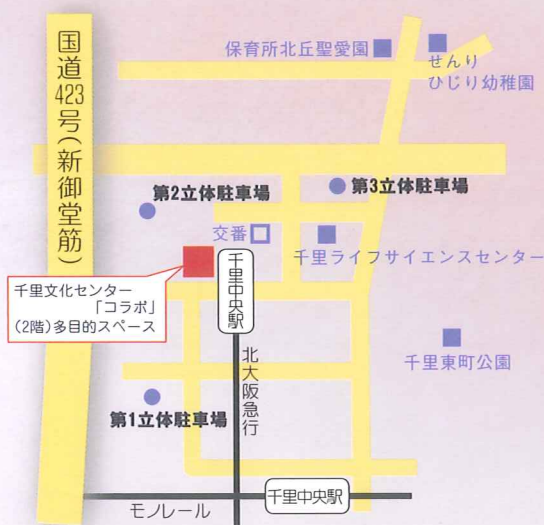 国道423号(新御堂筋)
保育所北丘聖愛園
せんり
ひじり幼稚園
第2立体駐車場
第3立体駐車場
交番
千里ライフサイエンスセンター
千里文化センター
「コラボ」
(2階)多目的スペース
千里中央駅
千里東町公園
北大阪急行
第1立体駐車場
千里中央駅
モノレール